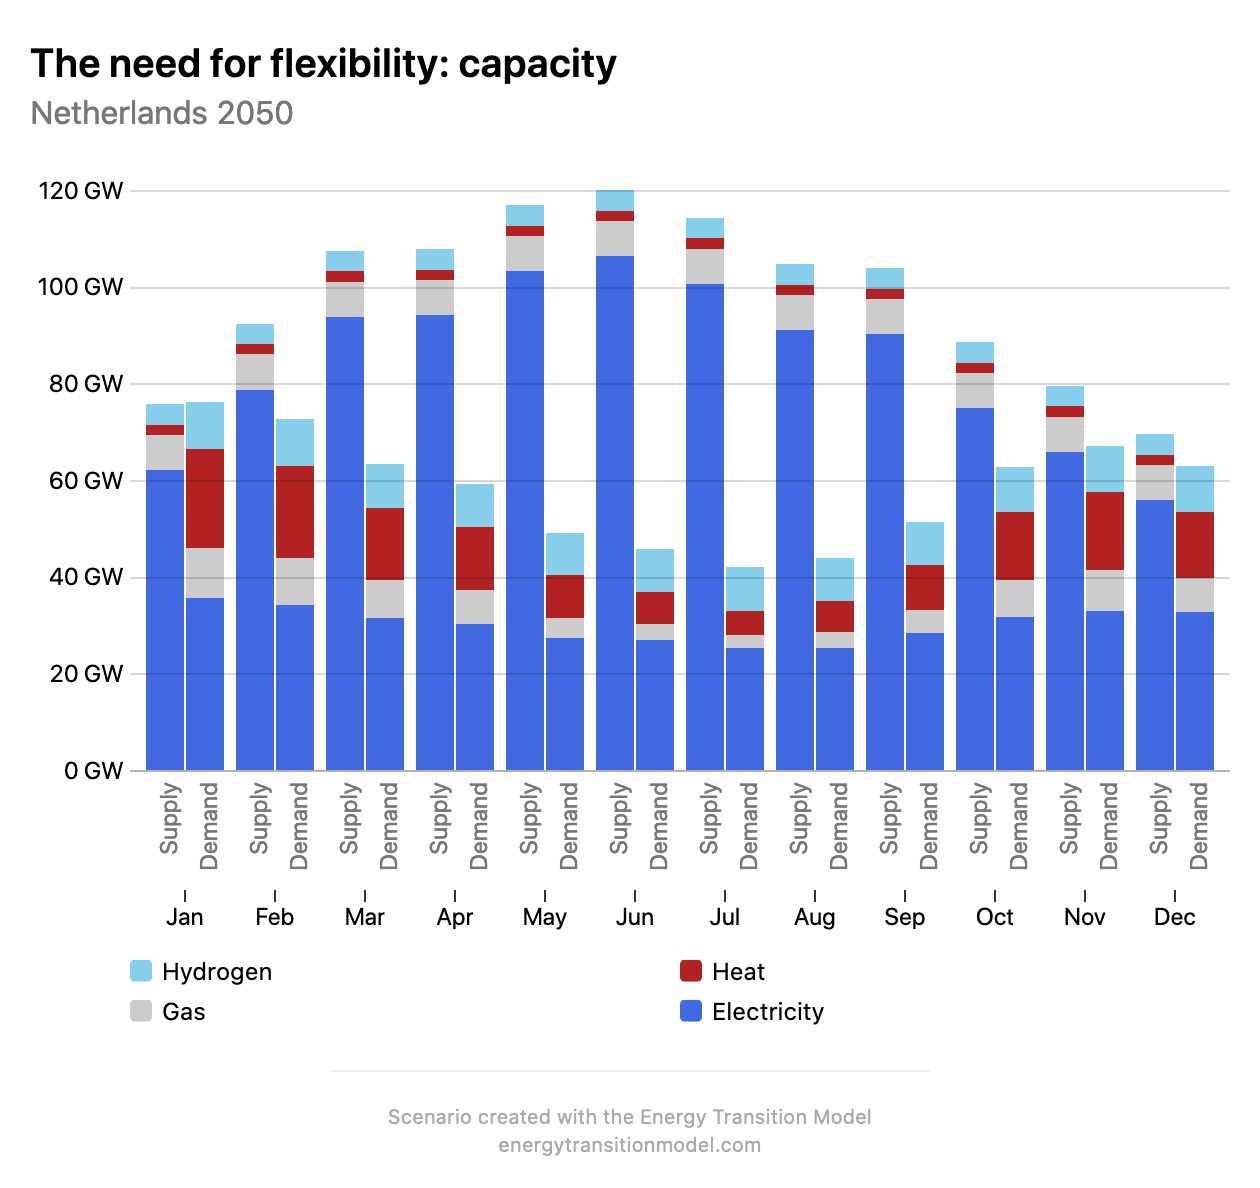 The need for flexibility: capacity
Netherlands 2050
120 GW
100 GW
80 GW
60 GW
40 GW
20 GW
0 GW
Supply Demand Supply Demand Supply Demand Supply Demand Supply Demand Supply Demand Supply Demand Supply Demand Supply Demand Supply Demand Supply Demand Supply Demand
Jan Feb Mar Apr May Jun Jul Aug Sep Oct Nov Dec
Hydrogen Heat
Gas Electricity
Scenario created with the Energy Transition Model
energytransitionmodel.com